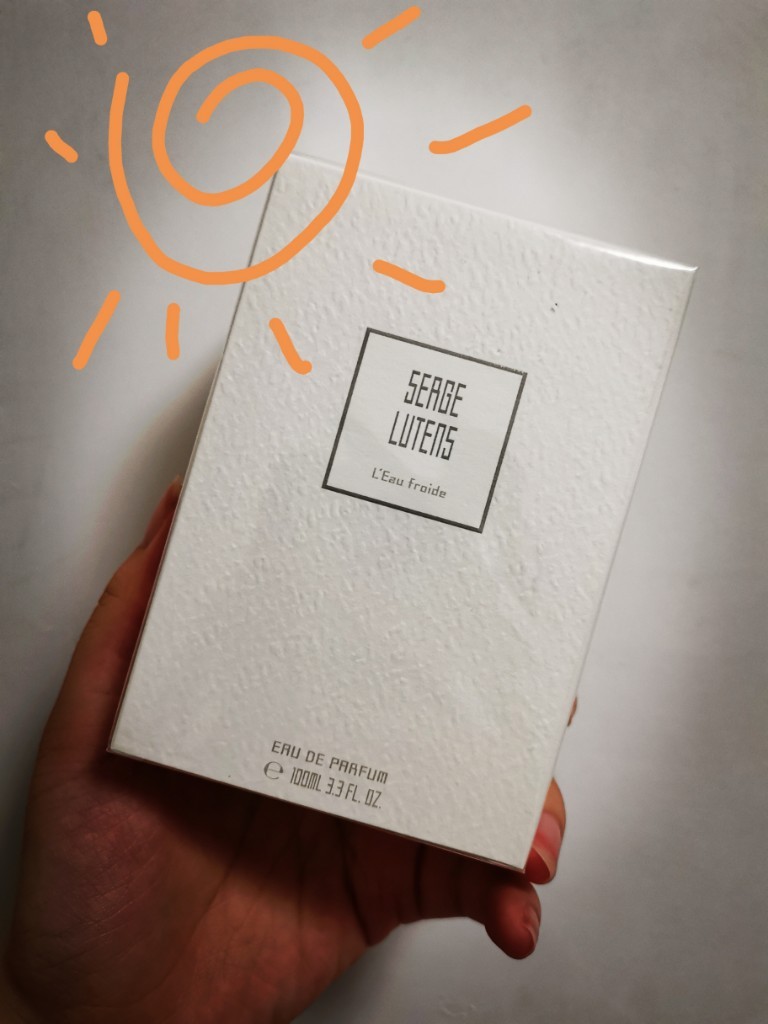 SERGE
LUTENS
L'Eau froide
EAU DE PARFUM
℮ 100ML 3.3 FL. OZ.